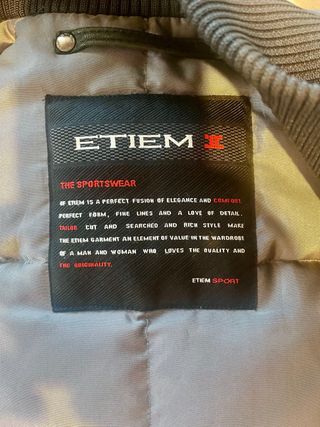 ETIEM
THE SPORTSWEAR
OF ETIEM IS A PERFECT FUSION OF ELEGANCE AND COMFORT.
PERFECT FORM, FINE LINES AND A LOVE OF DETAIL.
TAILOR CUT AND SEARCHED AND RICH STYLE MAKE
THE ETIEM GARMENT AN ELEMENT OF VALUE IN THE WARDROBE
OF A MAN AND WOMAN WHO LOVES THE QUALITY AND
THE ORIGINALITY.
ETIEM SPORT